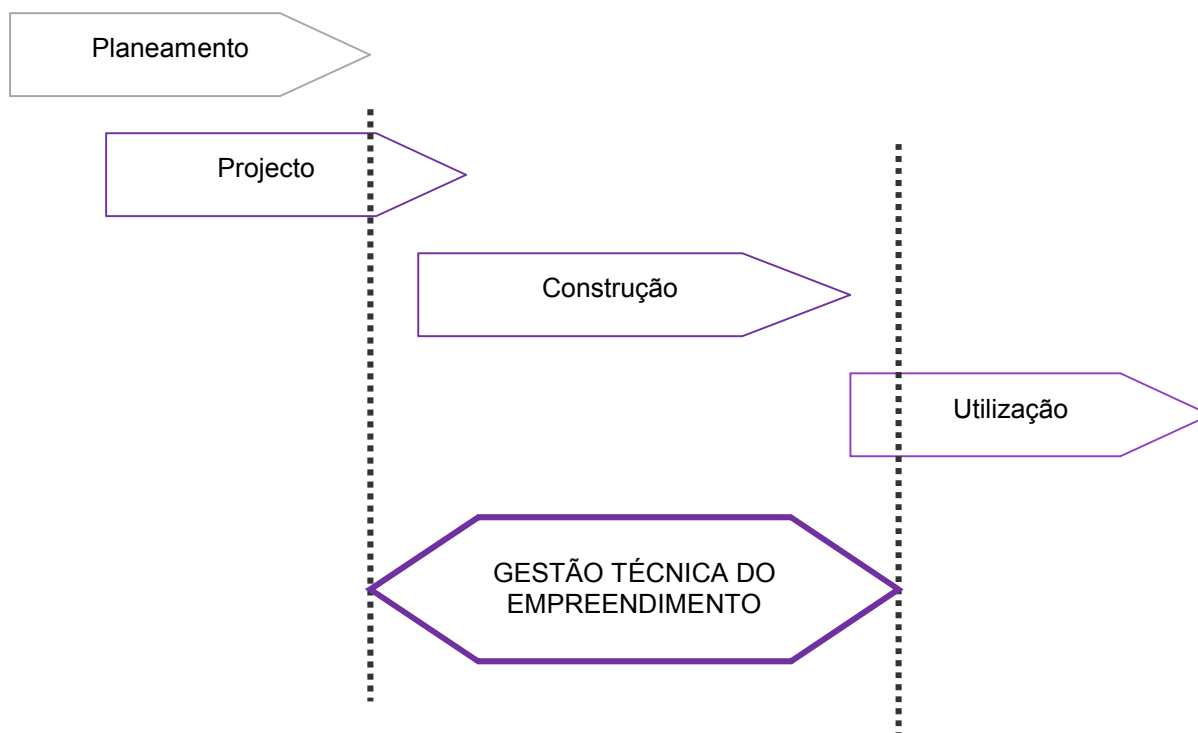 Planeamento
Projecto
Construção
Utilização
GESTÃO TÉCNICA DO
EMPREENDIMENTO